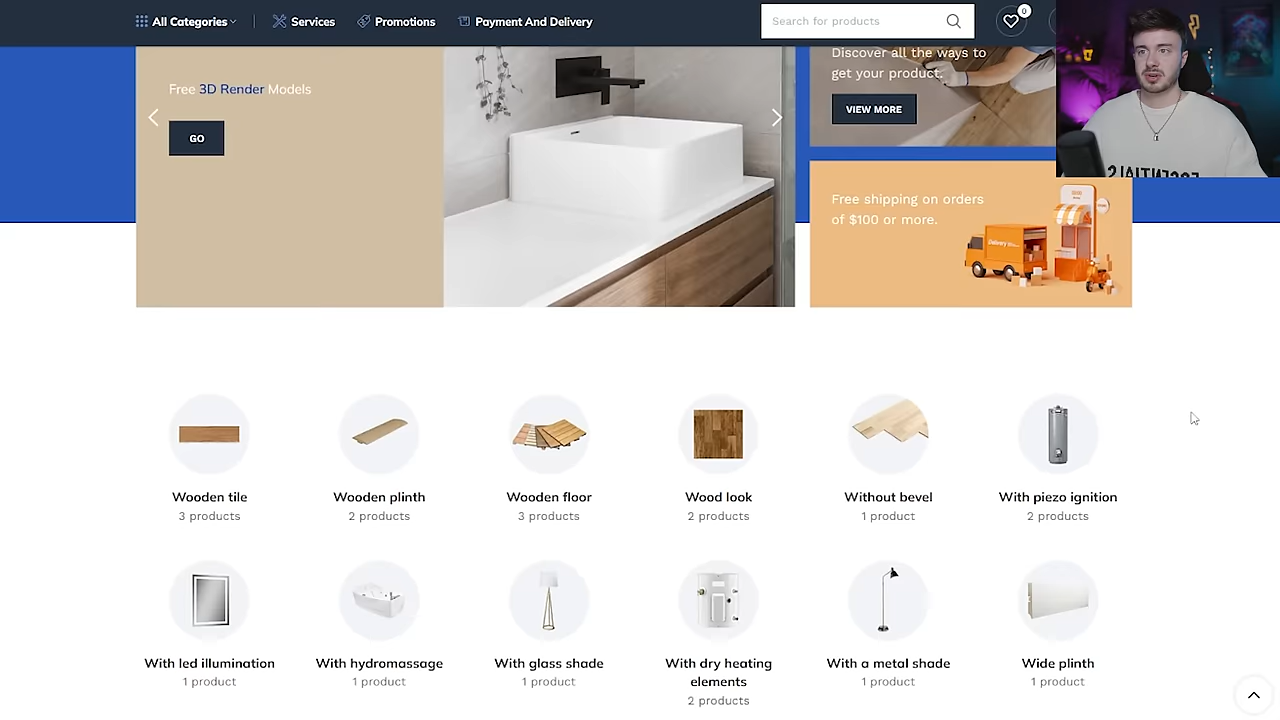 All Categories
Services
Promotions
Payment And Delivery
Search for products
0
Free 3D Render Models
GO
Discover all the ways to
get your product.
VIEW MORE
Free shipping on orders
of $100 or more.
Wooden tile
3 products
Wooden plinth
2 products
Wooden floor
3 products
Wood look
2 products
Without bevel
1 product
With piezo ignition
2 products
With led illumination
1 product
With hydromassage
1 product
With glass shade
1 product
With dry heating
elements
2 products
With a metal shade
1 product
Wide plinth
1 product